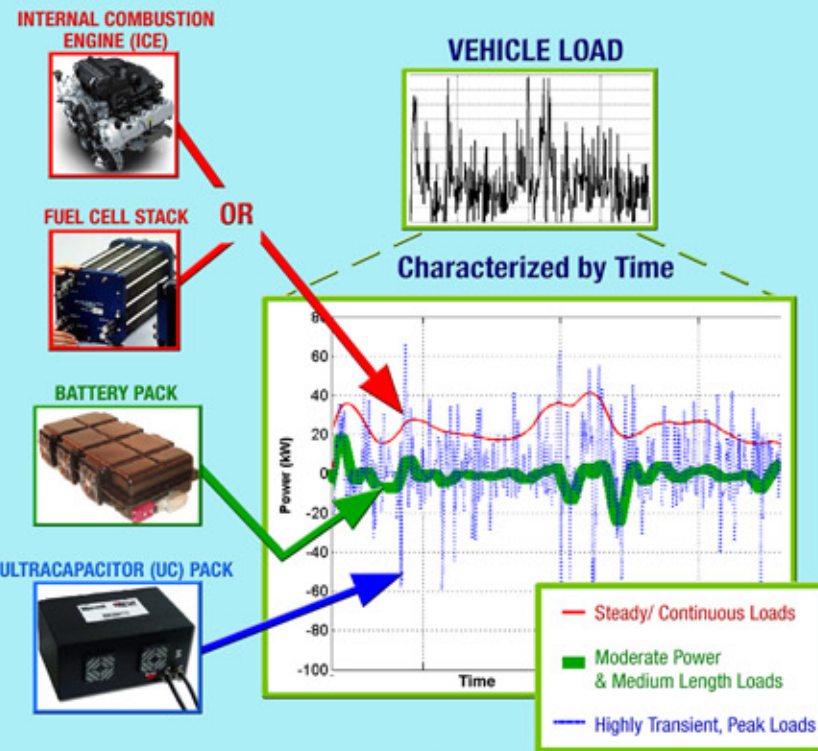 INTERNAL COMBUSTION
ENGINE (ICE)
VEHICLE LOAD
FUEL CELL STACK
OR
Characterized by Time
BATTERY PACK
ULTRACAPACITOR (UC) PACK
80
60
40
20
0
-20
-40
-60
-80
-100
Power (kW)
Time
Steady/ Continuous Loads
Moderate Power
& Medium Length Loads
Highly Transient, Peak Loads